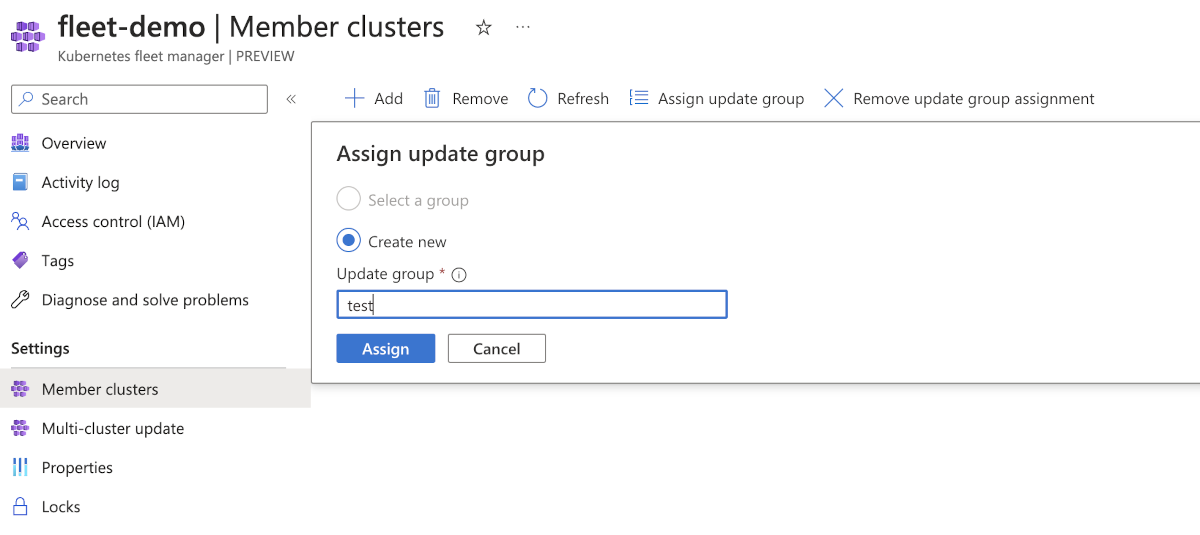 fleet-demo | Member clusters
Kubernetes fleet manager | PREVIEW
Search
Add Remove Refresh Assign update group Remove update group assignment
Overview
Activity log
Access control (IAM)
Tags
Diagnose and solve problems
Settings
Member clusters
Multi-cluster update
Properties
Locks
Assign update group
Select a group
Create new
Update group *
test
Assign Cancel